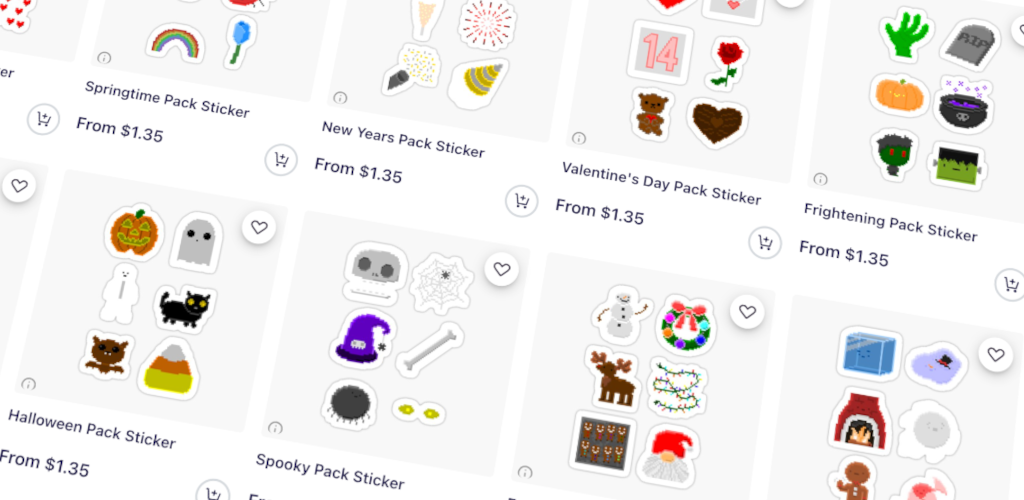 er
Springtime Pack Sticker
From $1.35
New Years Pack Sticker
From $1.35
14
Valentine's Day Pack Sticker
From $1.35
RIP
Frightening Pack Sticker
From $1.35
Halloween Pack Sticker
From $1.35
Spooky Pack Sticker